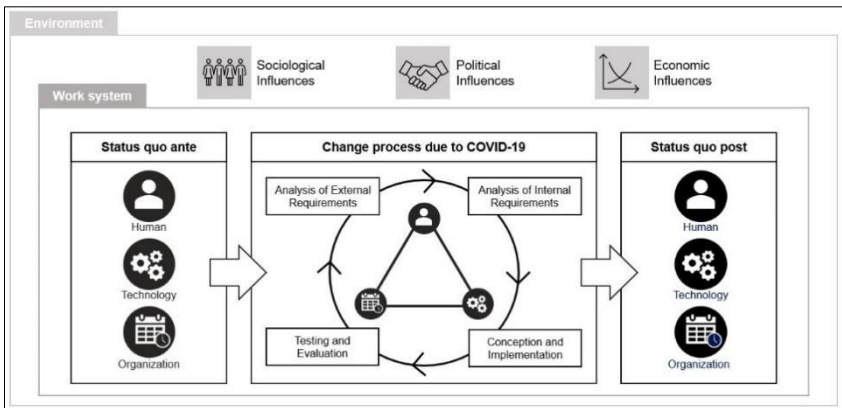 Environment
Sociological
Influences
Political
Influences
Economic
Influences
Work system
Status quo ante
Human
Technology
Organization
Change process due to COVID-19
Analysis of External
Requirements
Analysis of Internal
Requirements
Testing and
Evaluation
Conception and
Implementation
Status quo post
Human
Technology
Organization